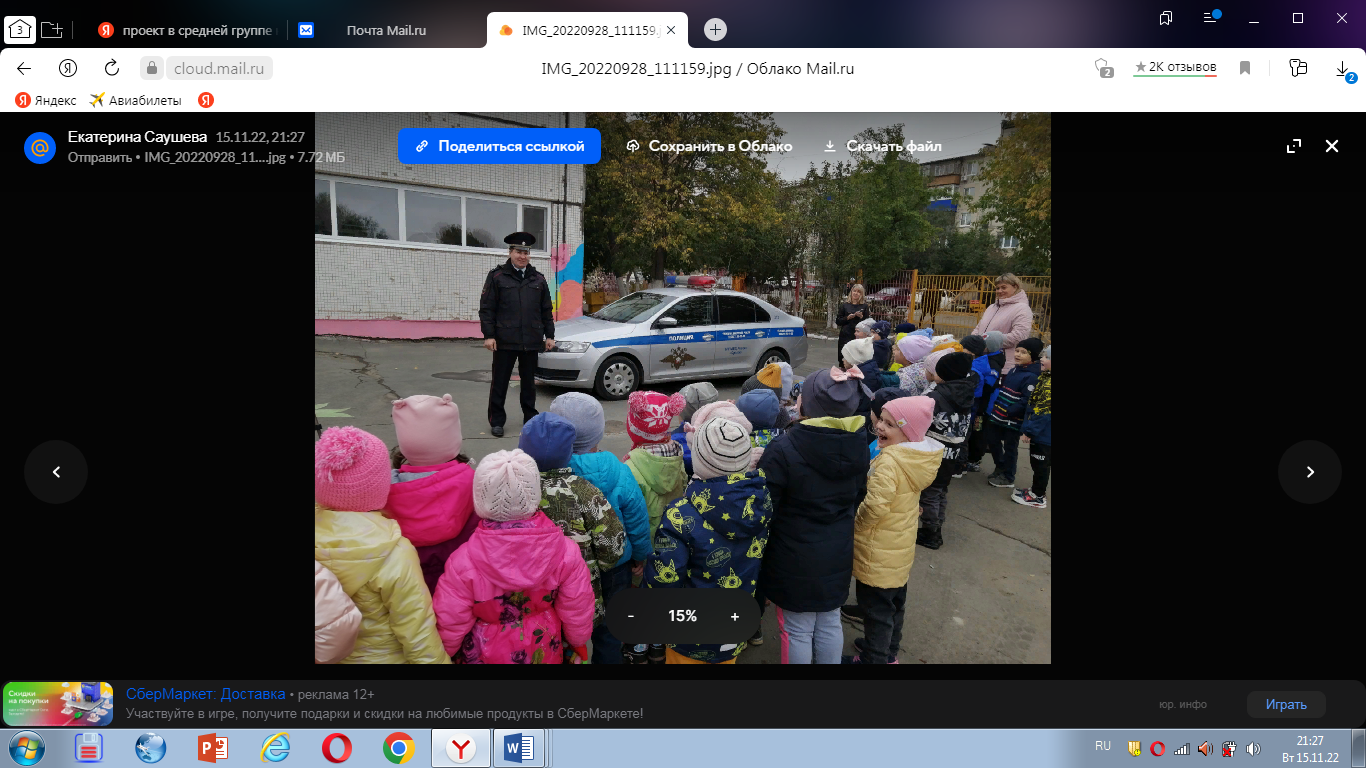 3
проект в средней группе
Почта Mail.ru
IMG_20220928_111159.j
cloud.mail.ru
IMG_20220928_111159.jpg / Облако Mail.ru
2
★ 2K отзывов
2
Яндекс
Авиабилеты
Екатерина Саушева 15.11.22, 21:27
Отправить • IMG_20220928_11....jpg • 7.72 МБ
Поделиться ссылкой
Сохранить в Облако
Скачать файл
ПОЛИЦИЯ
- 15% +
Скидки
на покупки
СберМаркет: Доставка • реклама 12+
Участвуйте в игре, получите подарки и скидки на любимые продукты в СберМаркете!
юр. инфо
Играть
RU
21:27
Вт 15.11.22